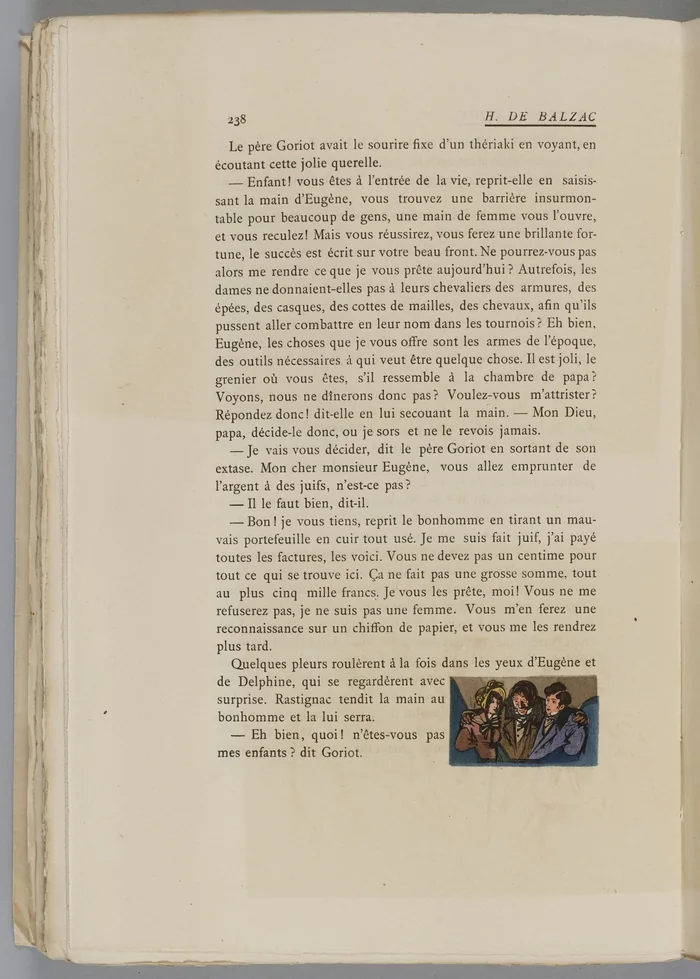 238
H. DE BALZAC
Le père Goriot avait le sourire fixe d'un thériaki en voyant, en
écoutant cette jolie querelle.
— Enfant! vous êtes à l'entrée de la vie, reprit-elle en saisis-
sant la main d'Eugène, vous trouvez une barrière insurmon-
table pour beaucoup de gens, une main de femme vous l'ouvre,
et vous reculez! Mais vous réussirez, vous ferez une brillante for-
tune, le succès est écrit sur votre beau front. Ne pourrez-vous pas
alors me rendre ce que je vous prête aujourd'hui? Autrefois, les
dames ne donnaient-elles pas à leurs chevaliers des armures, des
épées, des casques, des cottes de mailles, des chevaux, afin qu'ils
pussent aller combattre en leur nom dans les tournois? Eh bien,
Eugène, les choses que je vous offre sont les armes de l'époque,
des outils nécessaires à qui veut être quelque chose. Il est joli, le
grenier où vous êtes, s'il ressemble à la chambre de papa?
Voyons, nous ne dînerons donc pas? Voulez-vous m'attrister?
Répondez donc! dit-elle en lui secouant la main. — Mon Dieu,
papa, décide-le donc, ou je sors et ne le revois jamais.
— Je vais vous décider, dit le père Goriot en sortant de son
extase. Mon cher monsieur Eugène, vous allez emprunter de
l'argent à des juifs, n'est-ce pas?
— Il le faut bien, dit-il.
— Bon! je vous tiens, reprit le bonhomme en tirant un mau-
vais portefeuille en cuir tout usé. Je me suis fait juif, j'ai payé
toutes les factures, les voici. Vous ne devez pas un centime pour
tout ce qui se trouve ici. Ça ne fait pas une grosse somme, tout
au plus cinq mille francs. Je vous les prête, moi! Vous ne me
refuserez pas, je ne suis pas une femme. Vous m'en ferez une
reconnaissance sur un chiffon de papier, et vous me les rendrez
plus tard.
Quelques pleurs roulèrent à la fois dans les yeux d'Eugène et
de Delphine, qui se regardèrent avec
surprise. Rastignac tendit la main au
bonhomme et la lui serra.
— Eh bien, quoi! n'êtes-vous pas
mes enfants? dit Goriot.